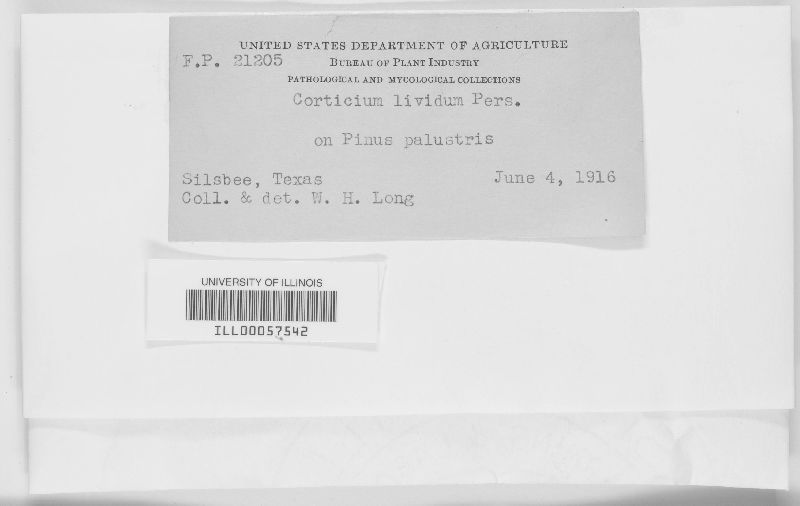 UNITED STATES DEPARTMENT OF AGRICULTURE
F.P. 21205
BUREAU OF PLANT INDUSTRY
PATHOLOGICAL AND MYCOLOGICAL COLLECTIONS
Corticium lividum Pers.
on Pinus palustris
Silsbee, Texas June 4, 1916
Coll. & det. W. H. Long
UNIVERSITY OF ILLINOIS
ILL00057542